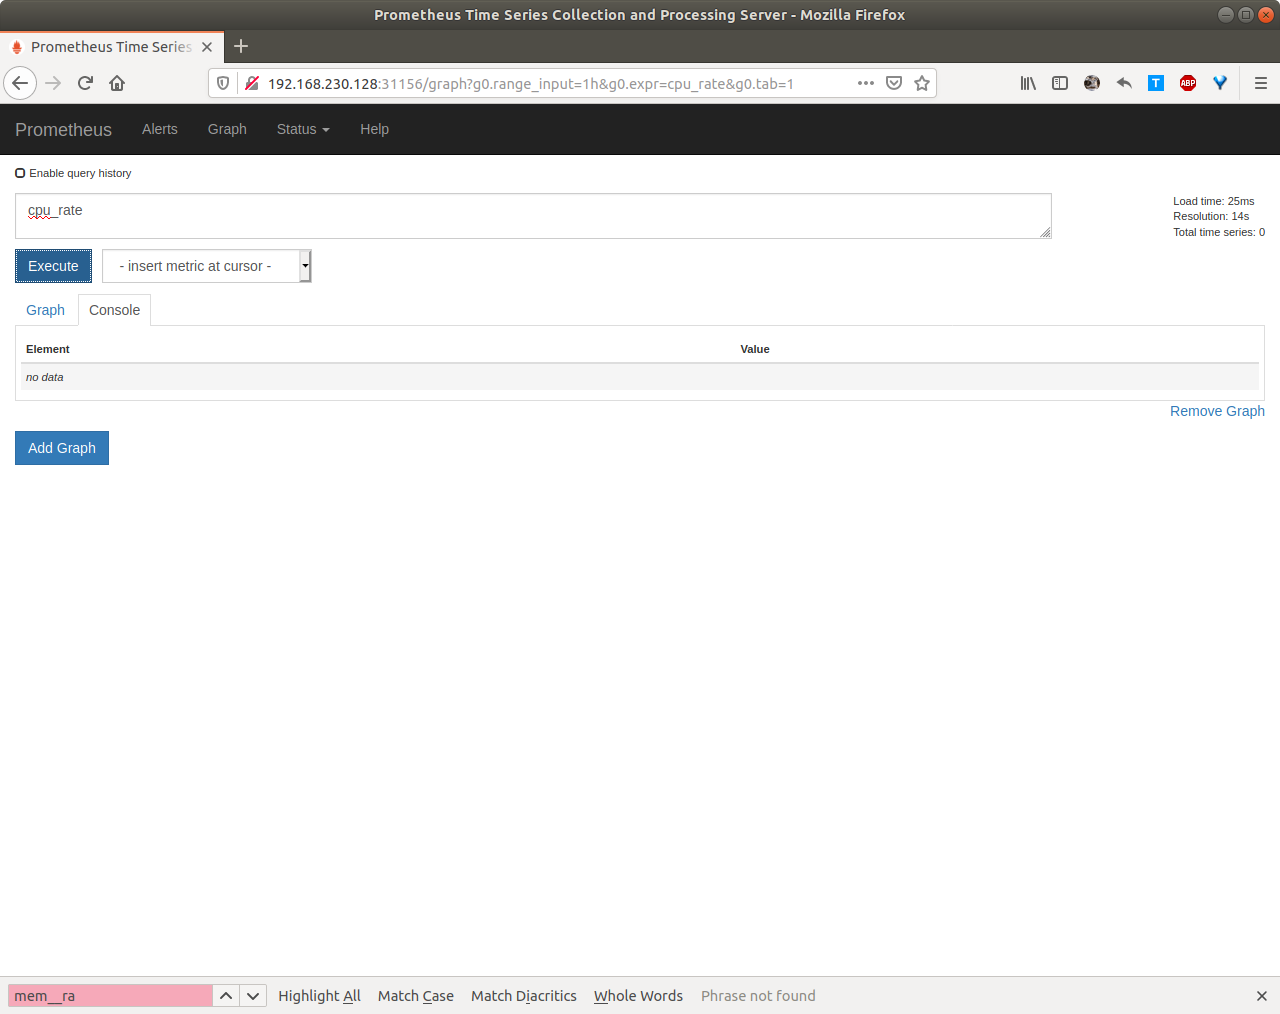 Prometheus Time Series Collection and Processing Server - Mozilla Firefox
Prometheus Time Series
192.168.230.128:31156/graph?g0.range_input=1h&g0.expr=cpu_rate&g0.tab=1
T
ABP
Prometheus Alerts Graph Status Help
Enable query history
cpu_rate
Load time: 25ms
Resolution: 14s
Total time series: 0
Execute - insert metric at cursor -
Graph Console
Element Value
no data
Remove Graph
Add Graph
mem__ra Highlight All Match Case Match Diacritics Whole Words Phrase not found